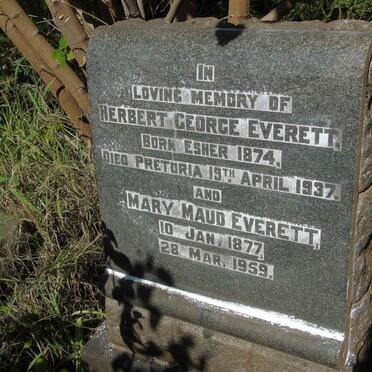 IN
LOVING MEMORY OF
HERBERT GEORGE EVERETT,
BORN ESHER 1874,
DIED PRETORIA 19TH APRIL 1937.
AND
MARY MAUD EVERETT,
10 JAN. 1877,
28 MAR. 1959.